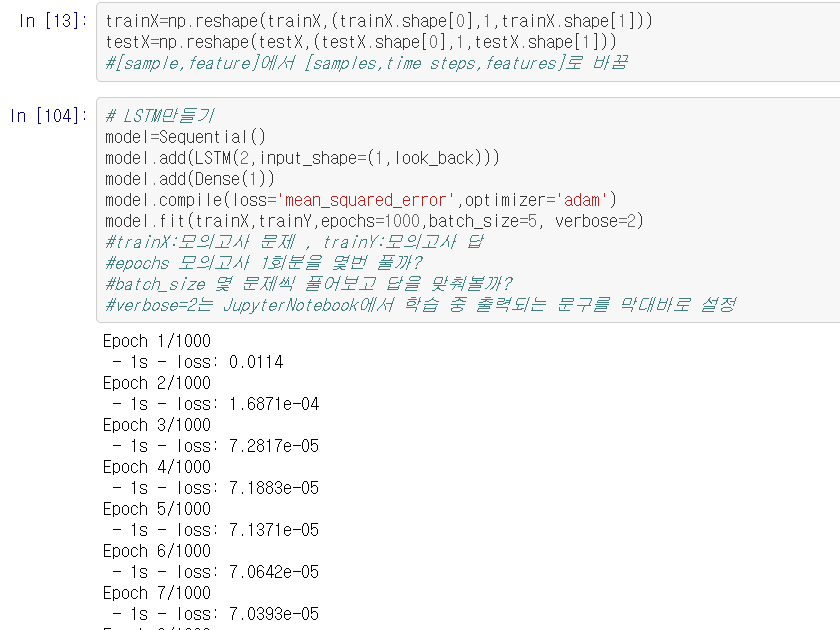 In [13]: trainX=np.reshape(trainX,(trainX.shape[0],1,trainX.shape[1]))
testX=np.reshape(testX,(testX.shape[0],1,testX.shape[1]))
#[sample,feature]에서 [samples,time steps,features]로 바꿈
In [104]: # LSTM만들기
model=Sequential()
model.add(LSTM(2,input_shape=(1,look_back)))
model.add(Dense(1))
model.compile(loss='mean_squared_error',optimizer='adam')
model.fit(trainX,trainY,epochs=1000,batch_size=5, verbose=2)
#trainX:모의고사 문제 , trainY:모의고사 답
#epochs 모의고사 1회분을 몇번 풀까?
#batch_size 몇 문제씩 풀어보고 답을 맞춰볼까?
#verbose=2는 JupyterNotebook에서 학습 중 출력되는 문구를 막대바로 설정
Epoch 1/1000
- 1s - loss: 0.0114
Epoch 2/1000
- 1s - loss: 1.6871e-04
Epoch 3/1000
- 1s - loss: 7.2817e-05
Epoch 4/1000
- 1s - loss: 7.1883e-05
Epoch 5/1000
- 1s - loss: 7.1371e-05
Epoch 6/1000
- 1s - loss: 7.0642e-05
Epoch 7/1000
- 1s - loss: 7.0393e-05